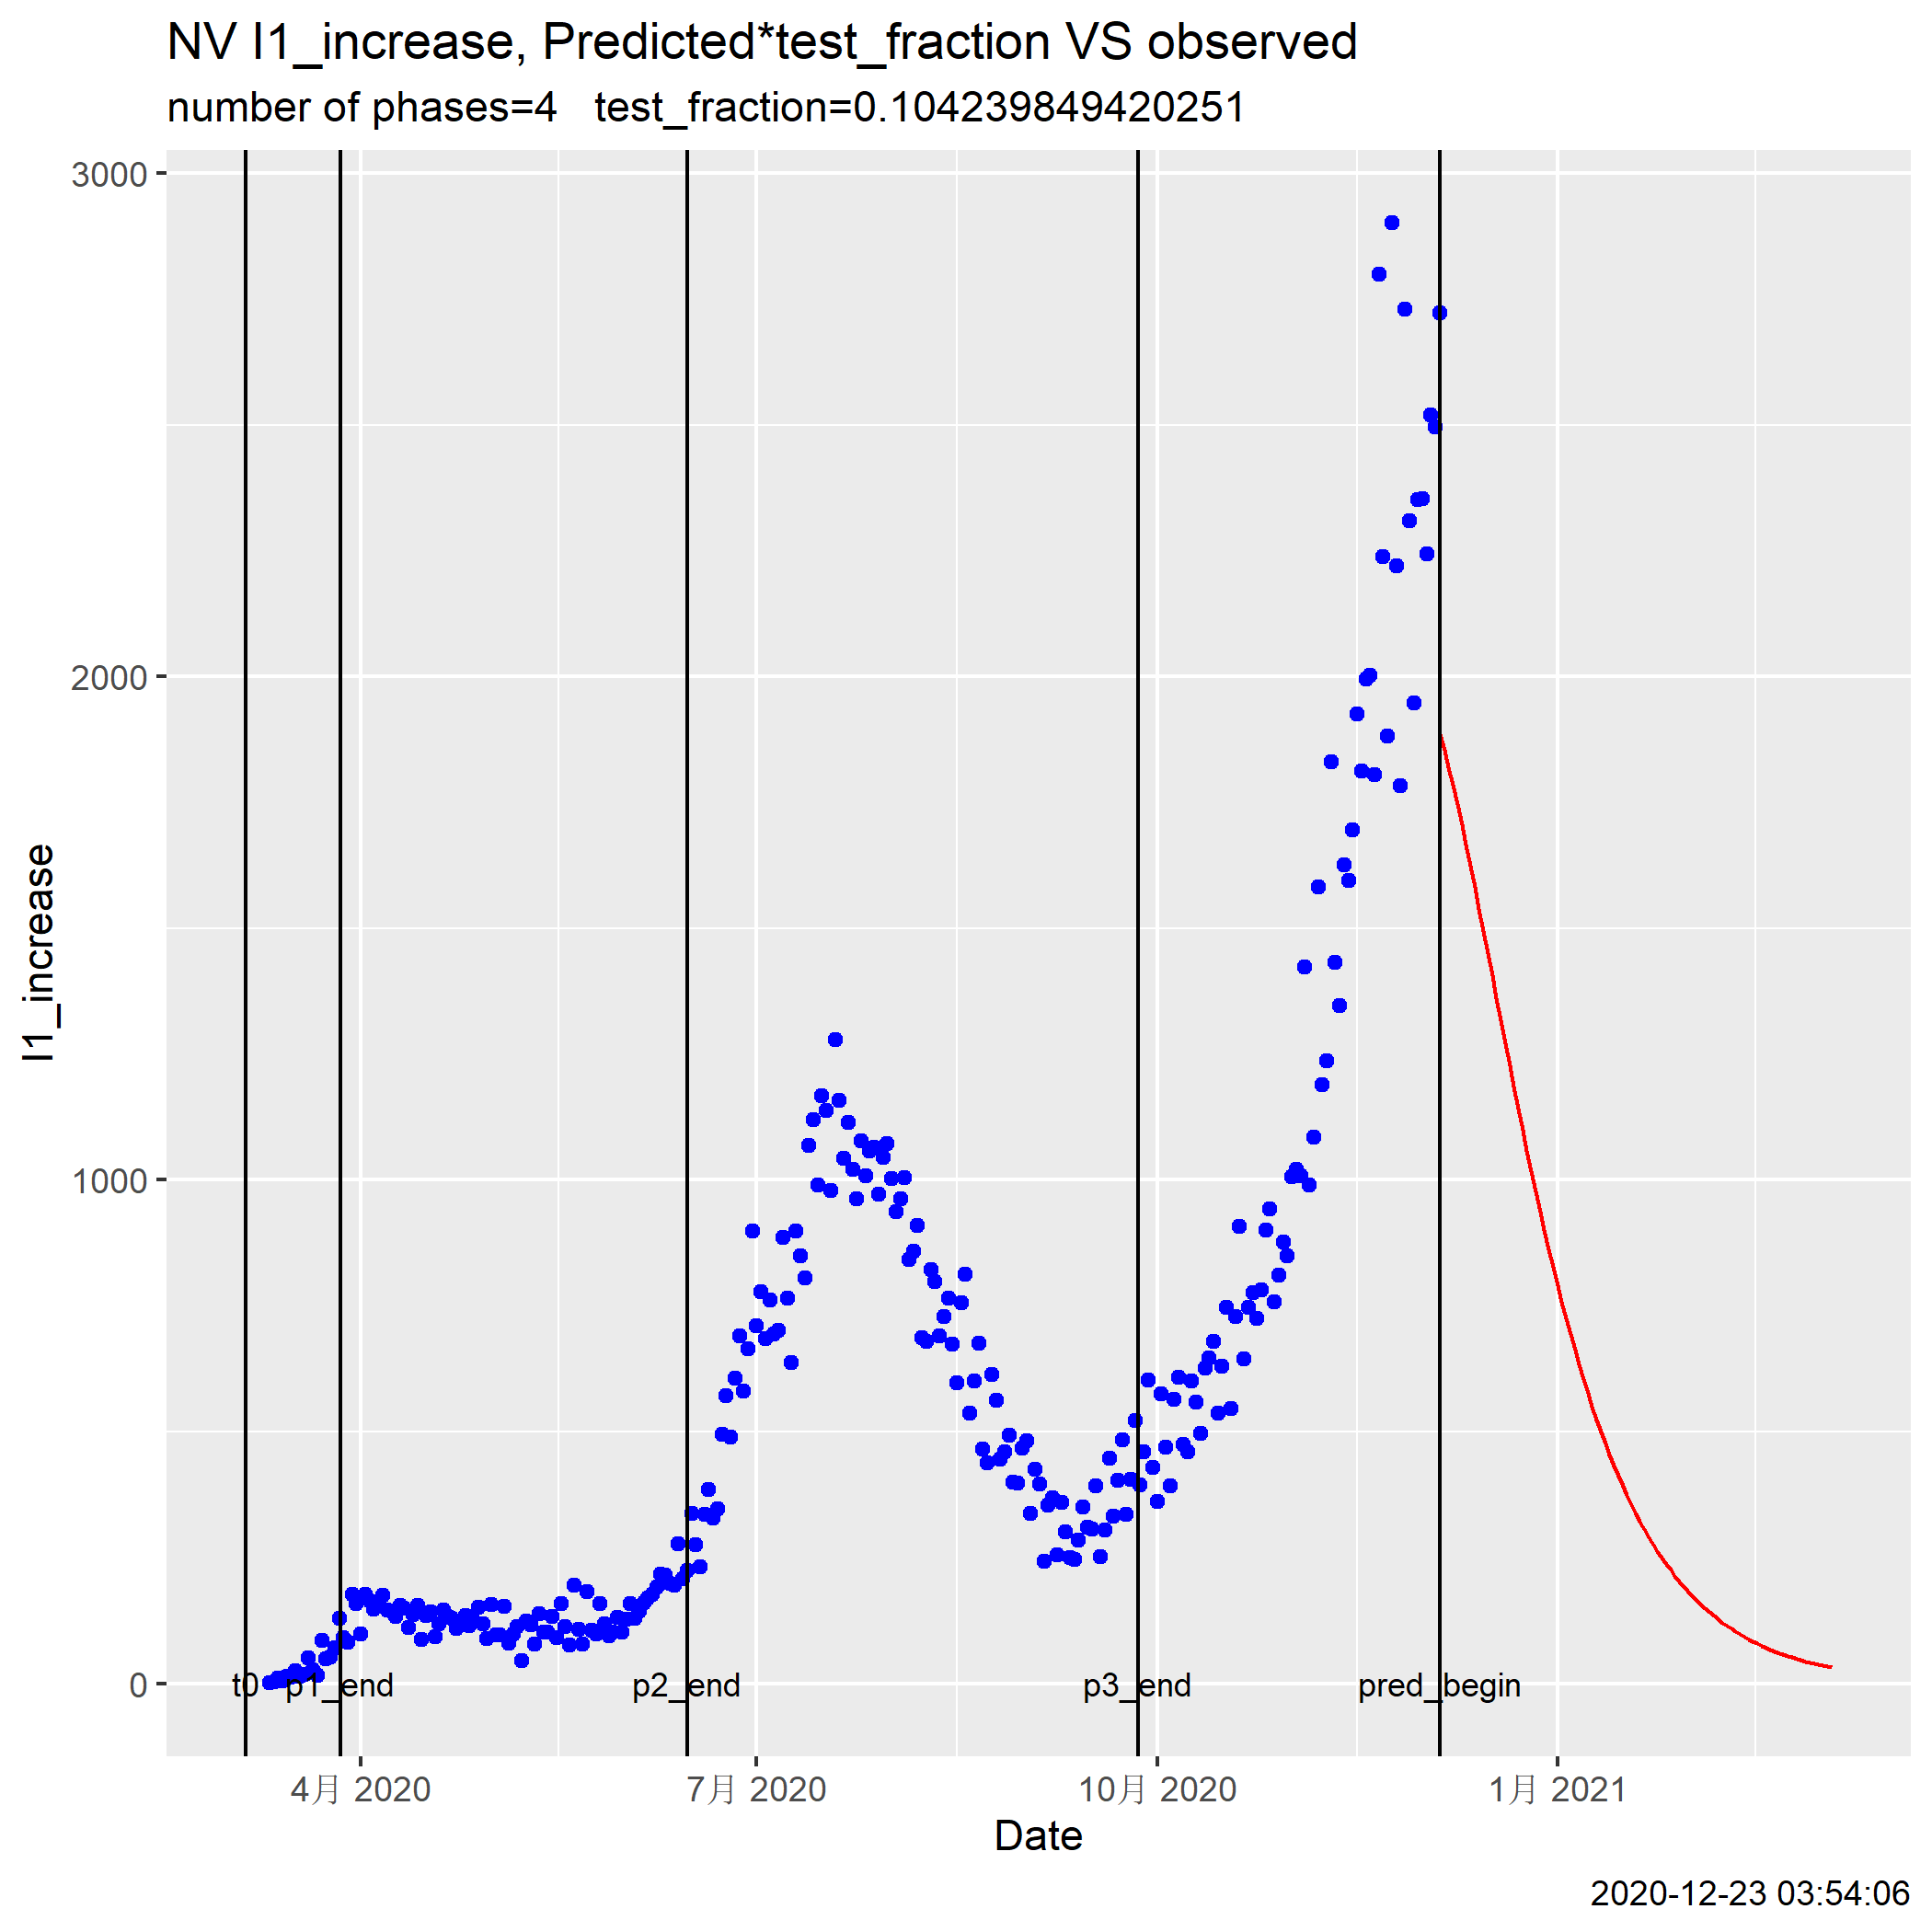 NV I1_increase, Predicted*test_fraction VS observed
number of phases=4   test_fraction=0.104239849420251
3000
2000
1000
0
I1_increase
t0
p1_end
p2_end
p3_end
pred_begin
4月 2020
7月 2020
10月 2020
1月 2021
Date
2020-12-23 03:54:06